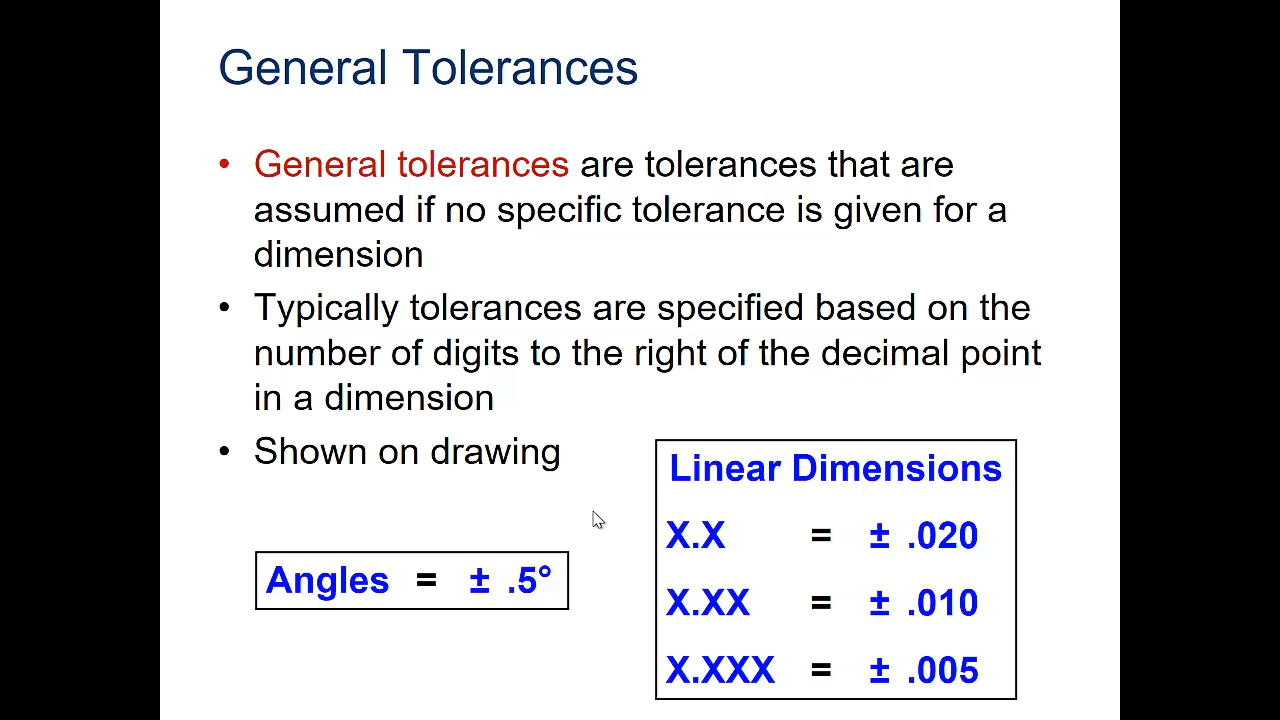 General Tolerances
• General tolerances are tolerances that are
assumed if no specific tolerance is given for a
dimension
• Typically tolerances are specified based on the
number of digits to the right of the decimal point
in a dimension
• Shown on drawing
Angles = ± .5°
Linear Dimensions
X.X = ± .020
X.XX = ± .010
X.XXX = ± .005